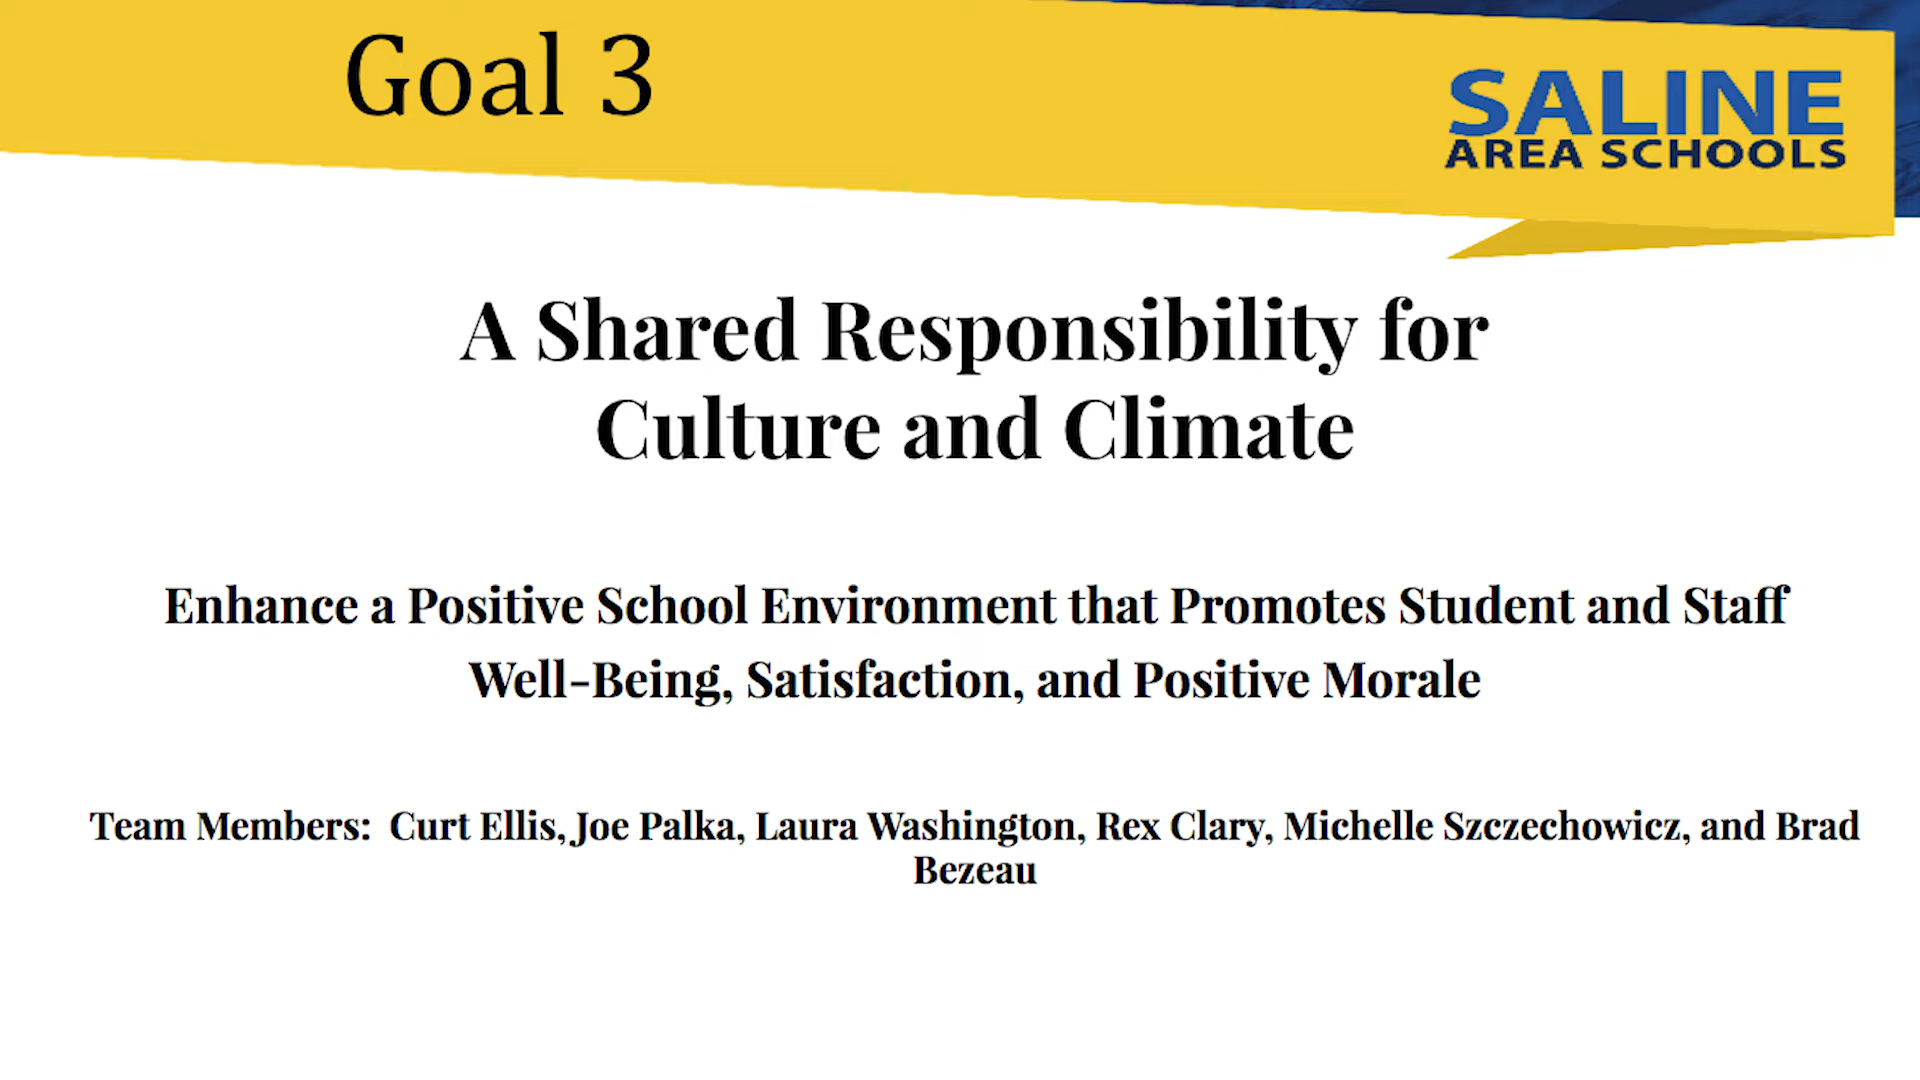 Goal 3
SALINE
AREA SCHOOLS
A Shared Responsibility for
Culture and Climate
Enhance a Positive School Environment that Promotes Student and Staff
Well-Being, Satisfaction, and Positive Morale
Team Members:  Curt Ellis, Joe Palka, Laura Washington, Rex Clary, Michelle Szczechowicz, and Brad
Bezeau